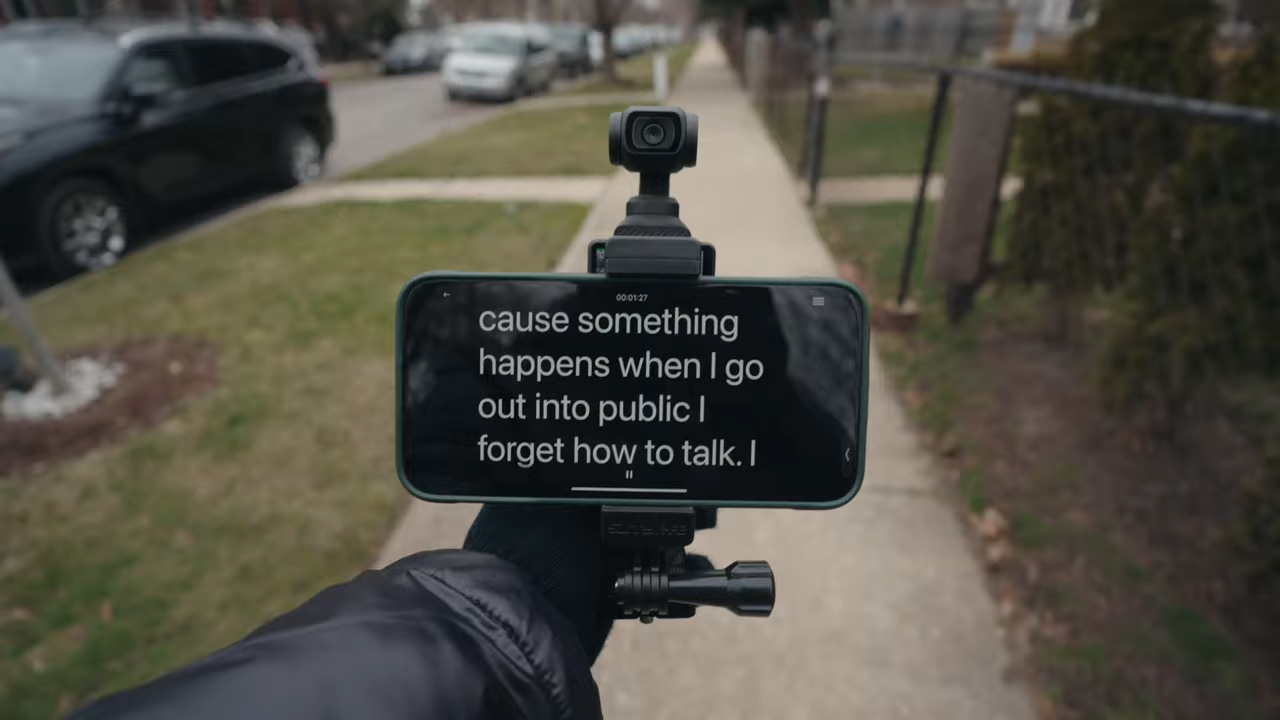 00:01:27
cause something
happens when I go
out into public I
forget how to talk. I